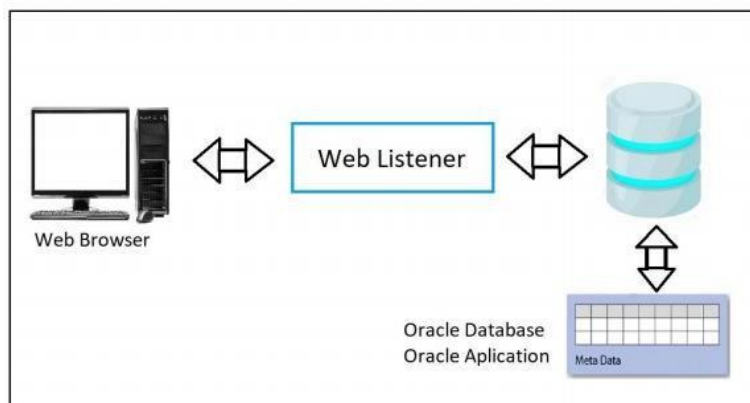 Web Listener
Web Browser
Oracle Database
Oracle Aplication
Meta Data